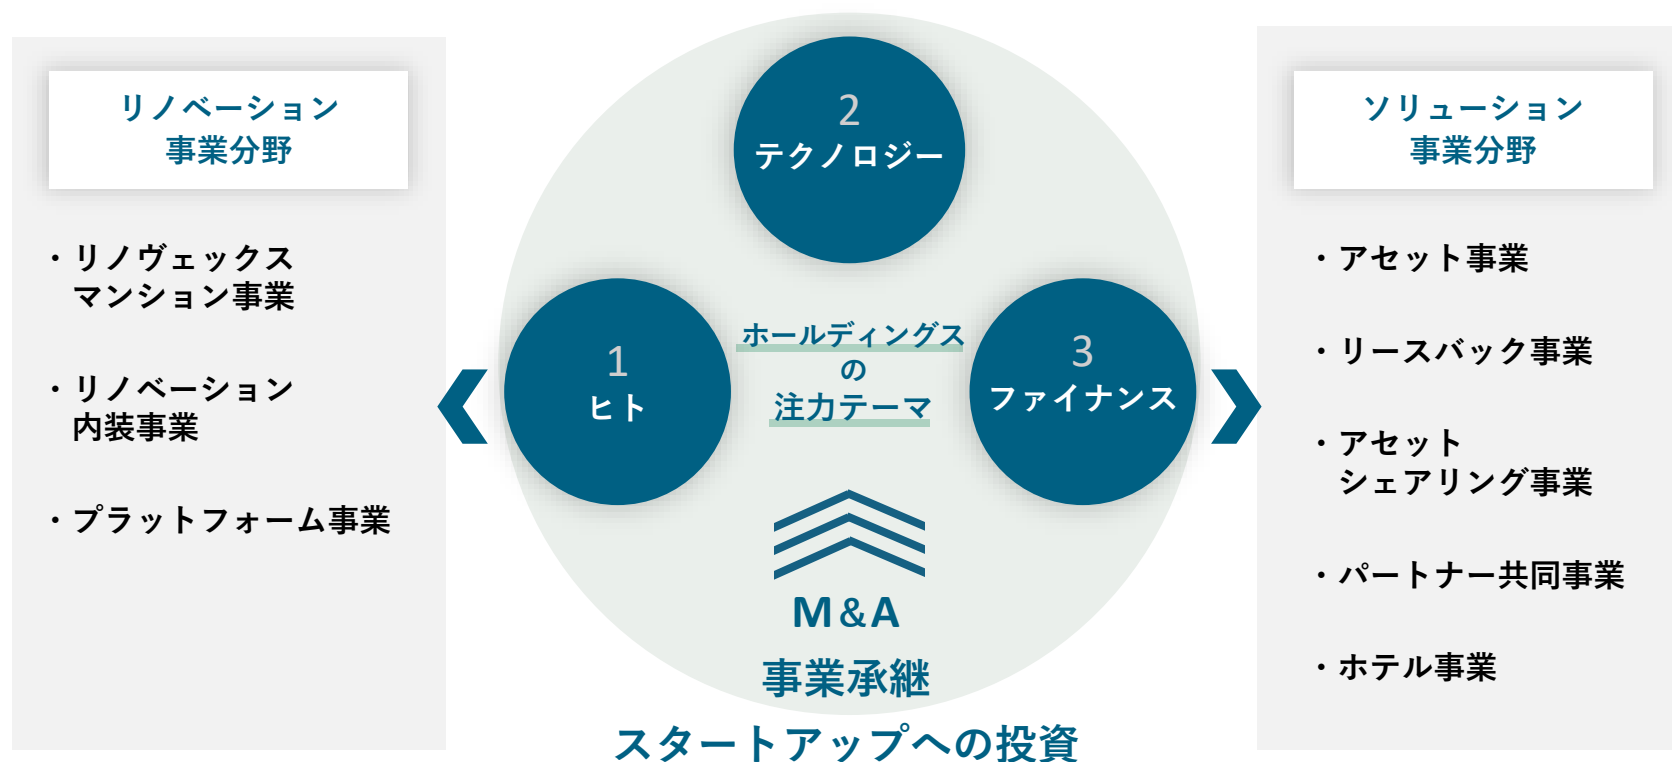 リノベーション
事業分野
・リノヴェックス
マンション事業
・リノベーション
内装事業
・プラットフォーム事業
2
テクノロジー
1
ヒト
ホールディングス
の
注力テーマ
3
ファイナンス
M&A
事業承継
スタートアップへの投資
ソリューション
事業分野
・アセット事業
・リースバック事業
・アセット
シェアリング事業
・パートナー共同事業
・ホテル事業